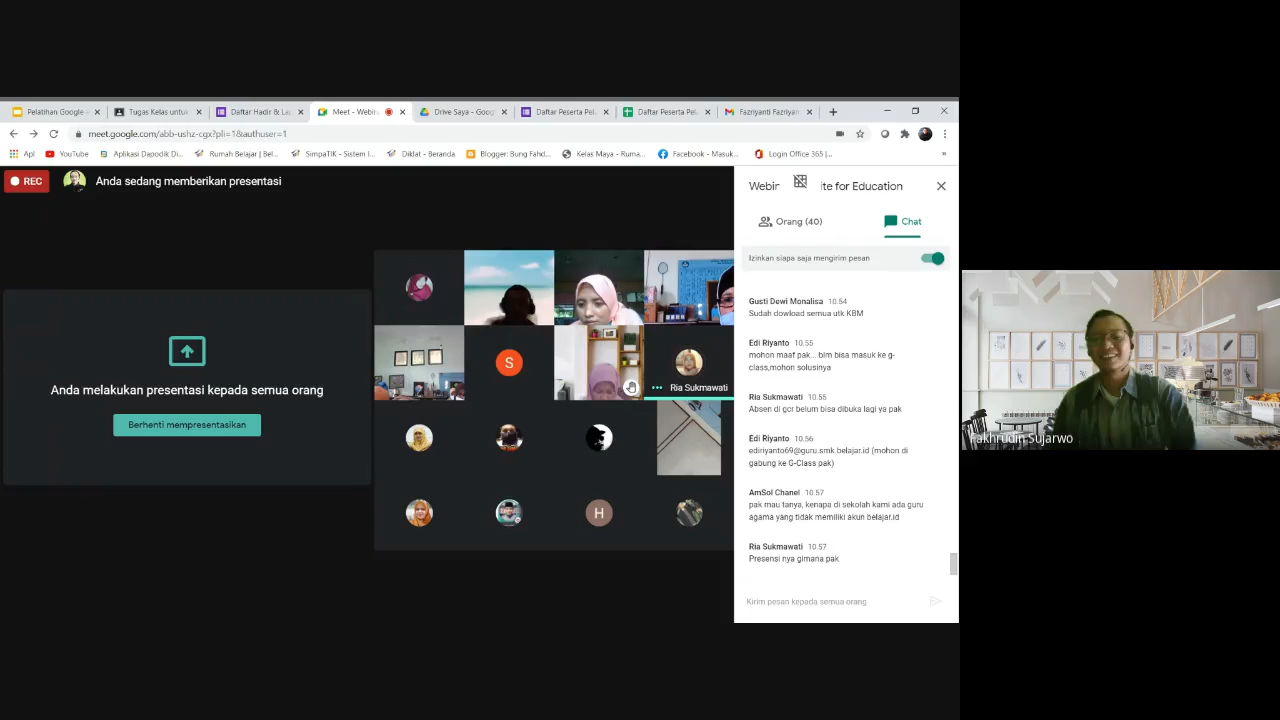 Pelatihan Google -
Tugas Kelas untuk
Daftar Hadir & La
Meet - Webin
Drive Saya - Goog
Daftar Peserta Pel
Daftar Peserta Pel
Fazriyanti Fazriyan
meet.google.com/abb-ushz-cgx?pli=1&authuser=1
Apl
YouTube
Aplikasi Dapodik Di...
Rumah Belajar | Bel...
SimpaTIK - Sistem I...
Diklat - Beranda
Blogger: Bung Fahd...
Kelas Maya - Ruma...
Facebook - Masuk...
Login Office 365 |...
»
REC
Anda sedang memberikan presentasi
Anda melakukan presentasi kepada semua orang
Berhenti mempresentasikan
S
Ria Sukmawati
H
Webin
ite for Education
Orang (40)
Chat
Izinkan siapa saja mengirim pesan
Gusti Dewi Monalisa 10.54
Sudah dowload semua utk KBM
Edi Riyanto 10.55
mohon maaf pak... blm bisa masuk ke g-
class,mohon solusinya
Ria Sukmawati 10.55
Absen di gcr belum bisa dibuka lagi ya pak
Edi Riyanto 10.56
ediriyanto69@guru.smk.belajar.id (mohon di
gabung ke G-Class pak)
AmSol Chanel 10.57
pak mau tanya, kenapa di sekolah kami ada guru
agama yang tidak memiliki akun belajar.id
Ria Sukmawati 10.57
Presensi nya gimana pak
Kirim pesan kepada semua orang
Fakhrudin Sujarwo